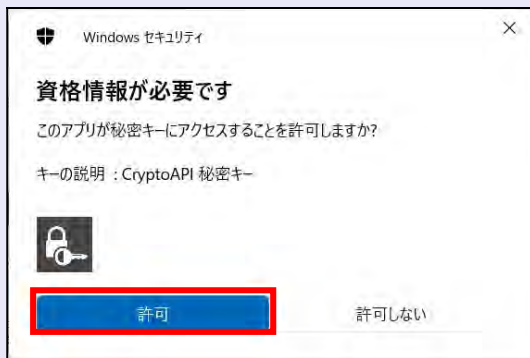 Windows セキュリティ
資格情報が必要です
このアプリが秘密キーにアクセスすることを許可しますか?
キーの説明 : CryptoAPI 秘密キー
許可 許可しない